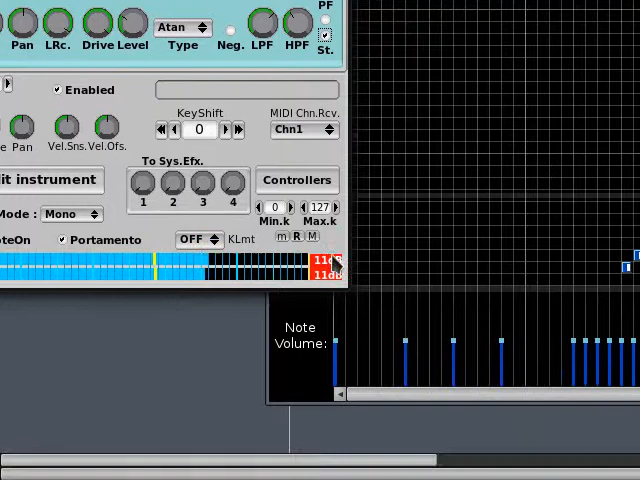 PF
Pan LRc. Drive Level Atan Type Neg. LPF HPF St.
Enabled
KeyShift MIDI Chn.Rcv.
0 Chn1
Pan Vel.Sns. Vel.Ofs.
To Sys.Efx.
instrument Controllers
1 2 3 4
0 127
Mode : Mono Min.k Max.k
Portamento OFF KLmt m R M
11dB
11dB
Note
Volume: